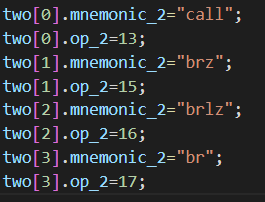 two[0].mnemonic_2="call";
two[0].op_2=13;
two[1].mnemonic_2="brz";
two[1].op_2=15;
two[2].mnemonic_2="brlz";
two[2].op_2=16;
two[3].mnemonic_2="br";
two[3].op_2=17;